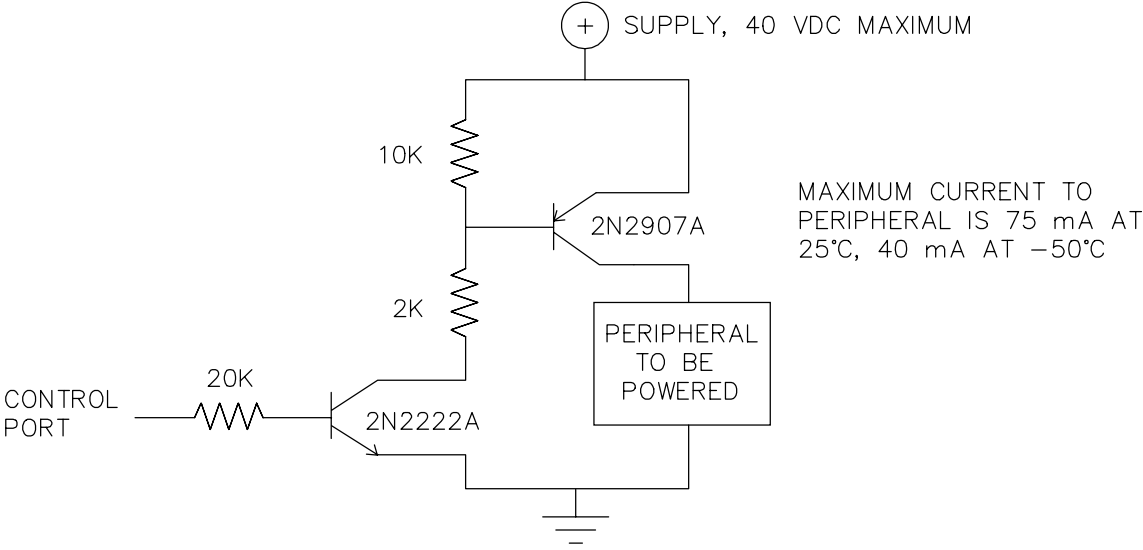 + SUPPLY, 40 VDC MAXIMUM
10K
MAXIMUM CURRENT TO
PERIPHERAL IS 75 mA AT
25°C, 40 mA AT −50°C
2N2907A
2K
PERIPHERAL
TO BE
POWERED
20K
CONTROL
PORT
2N2222A